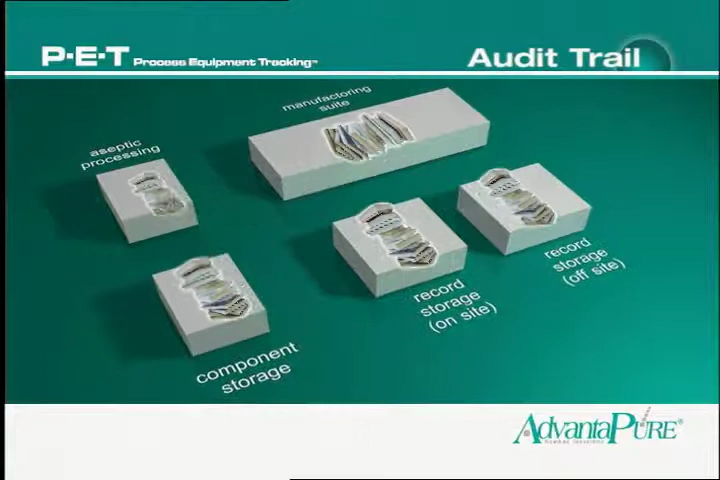 P·E·T Process Equipment Tracking™
Audit Trail
manufactoring
suite
aseptic
processing
record
storage
(off site)
record
storage
(on site)
component
storage
AdvantaPURE®